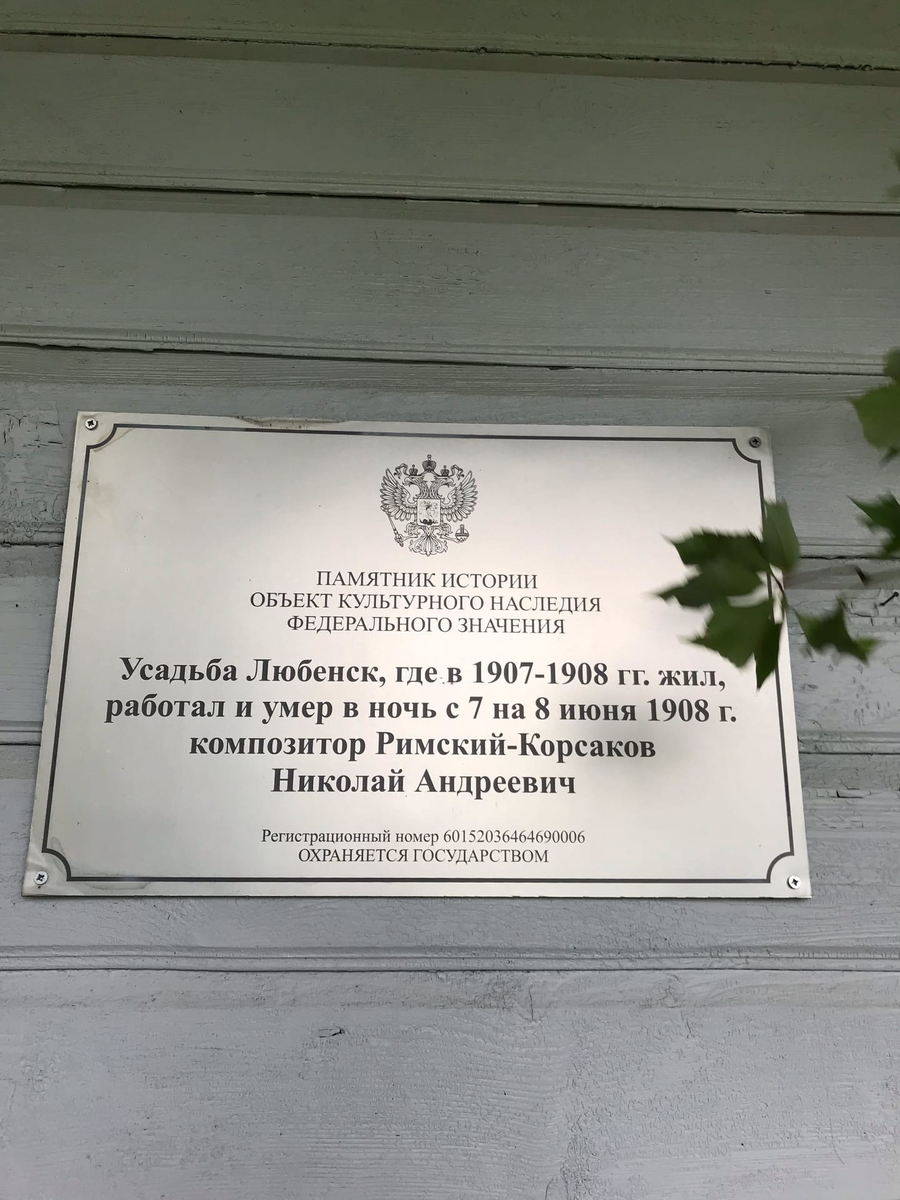 ПАМЯТНИК ИСТОРИИ
ОБЪЕКТ КУЛЬТУРНОГО НАСЛЕДИЯ
ФЕДЕРАЛЬНОГО ЗНАЧЕНИЯ
Усадьба Любенск, где в 1907-1908 гг. жил,
работал и умер в ночь с 7 на 8 июня 1908 г.
композитор Римский-Корсаков
Николай Андреевич
Регистрационный номер 60152036464690006
ОХРАНЯЕТСЯ ГОСУДАРСТВОМ